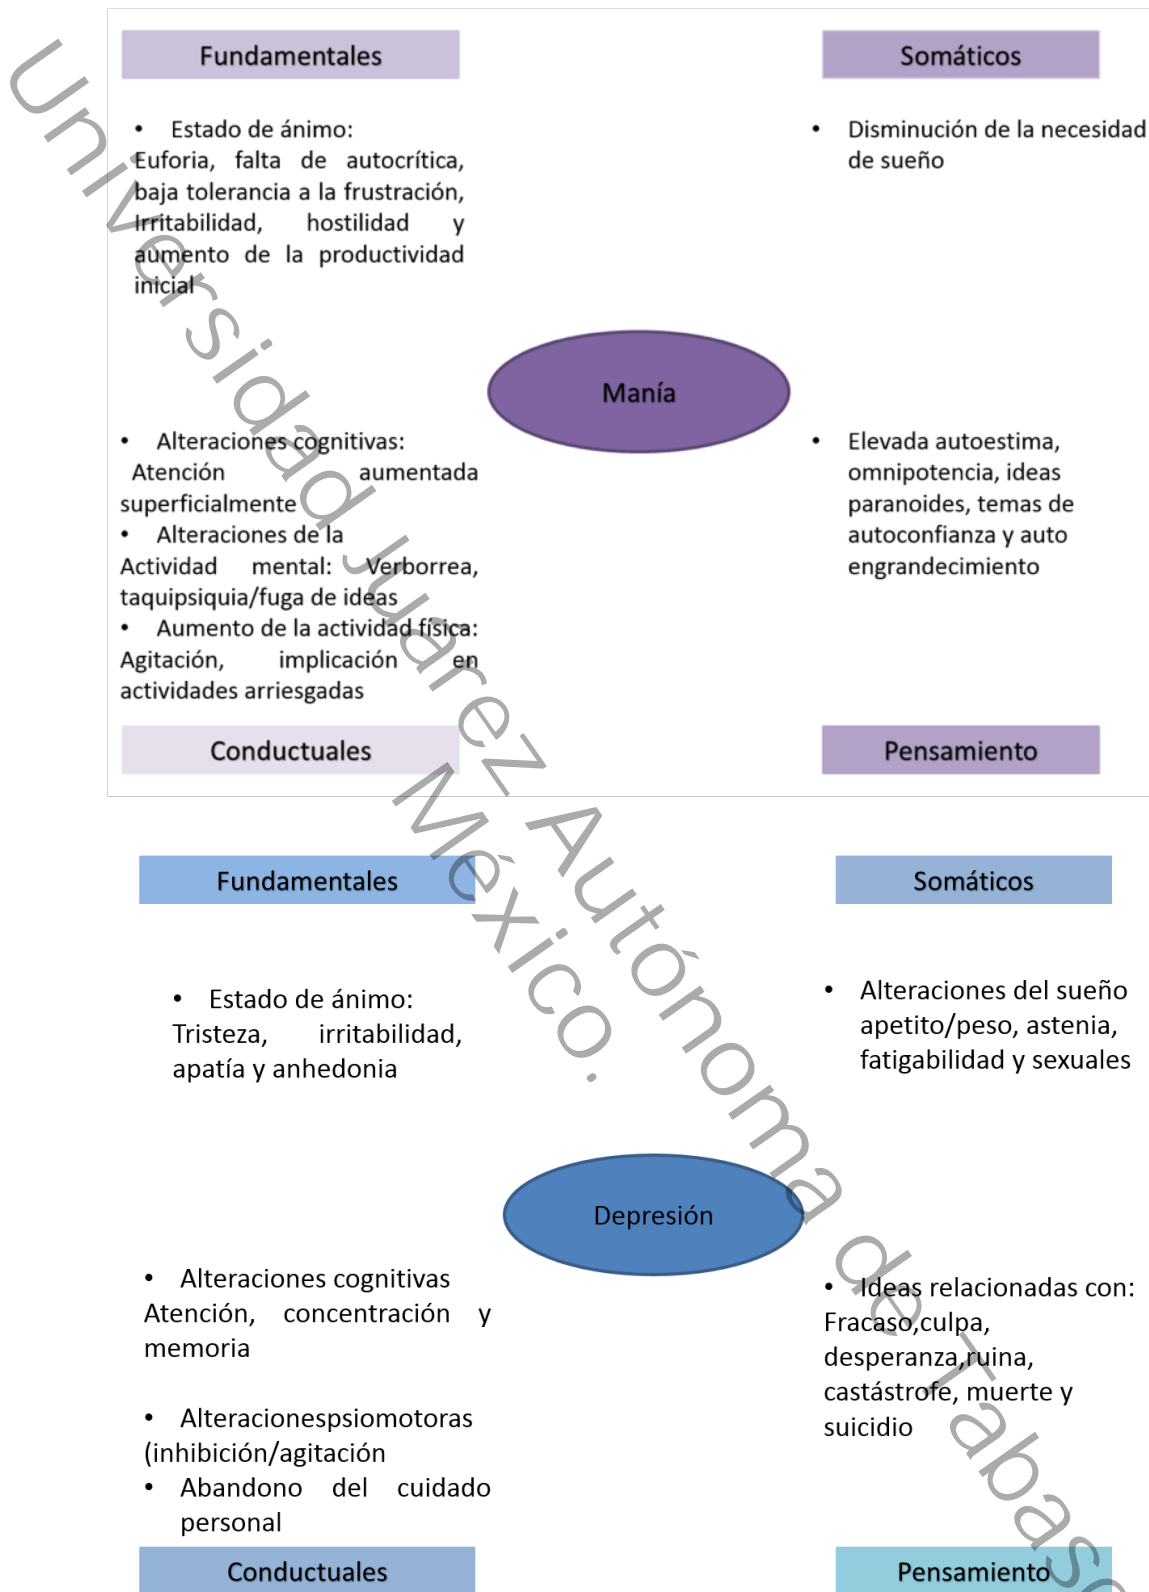 Fundamentales
Somáticos
• Estado de ánimo:
Euforia, falta de autocrítica,
baja tolerancia a la frustración,
Irritabilidad, hostilidad y
aumento de la productividad
inicial
• Disminución de la necesidad
de sueño
Manía
• Alteraciones cognitivas:
Atención aumentada
superficialmente
• Alteraciones de la
Actividad mental: Verborrea,
taquipsiquia/fuga de ideas
• Aumento de la actividad física:
Agitación, implicación en
actividades arriesgadas
• Elevada autoestima,
omnipotencia, ideas
paranoides, temas de
autoconfianza y auto
engrandecimiento
Conductuales
Pensamiento
Fundamentales
Somáticos
• Estado de ánimo:
Tristeza, irritabilidad,
apatía y anhedonia
• Alteraciones del sueño
apetito/peso, astenia,
fatigabilidad y sexuales
Depresión
• Alteraciones cognitivas
Atención, concentración y
memoria
• Alteracionespsiomotoras
(inhibición/agitación
• Abandono del cuidado
personal
• Ideas relacionadas con:
Fracaso,culpa,
desperanza,ruina,
castástrofe, muerte y
suicidio
Conductuales
Pensamiento
Universidad Juárez Autónoma de Tabasc
México.